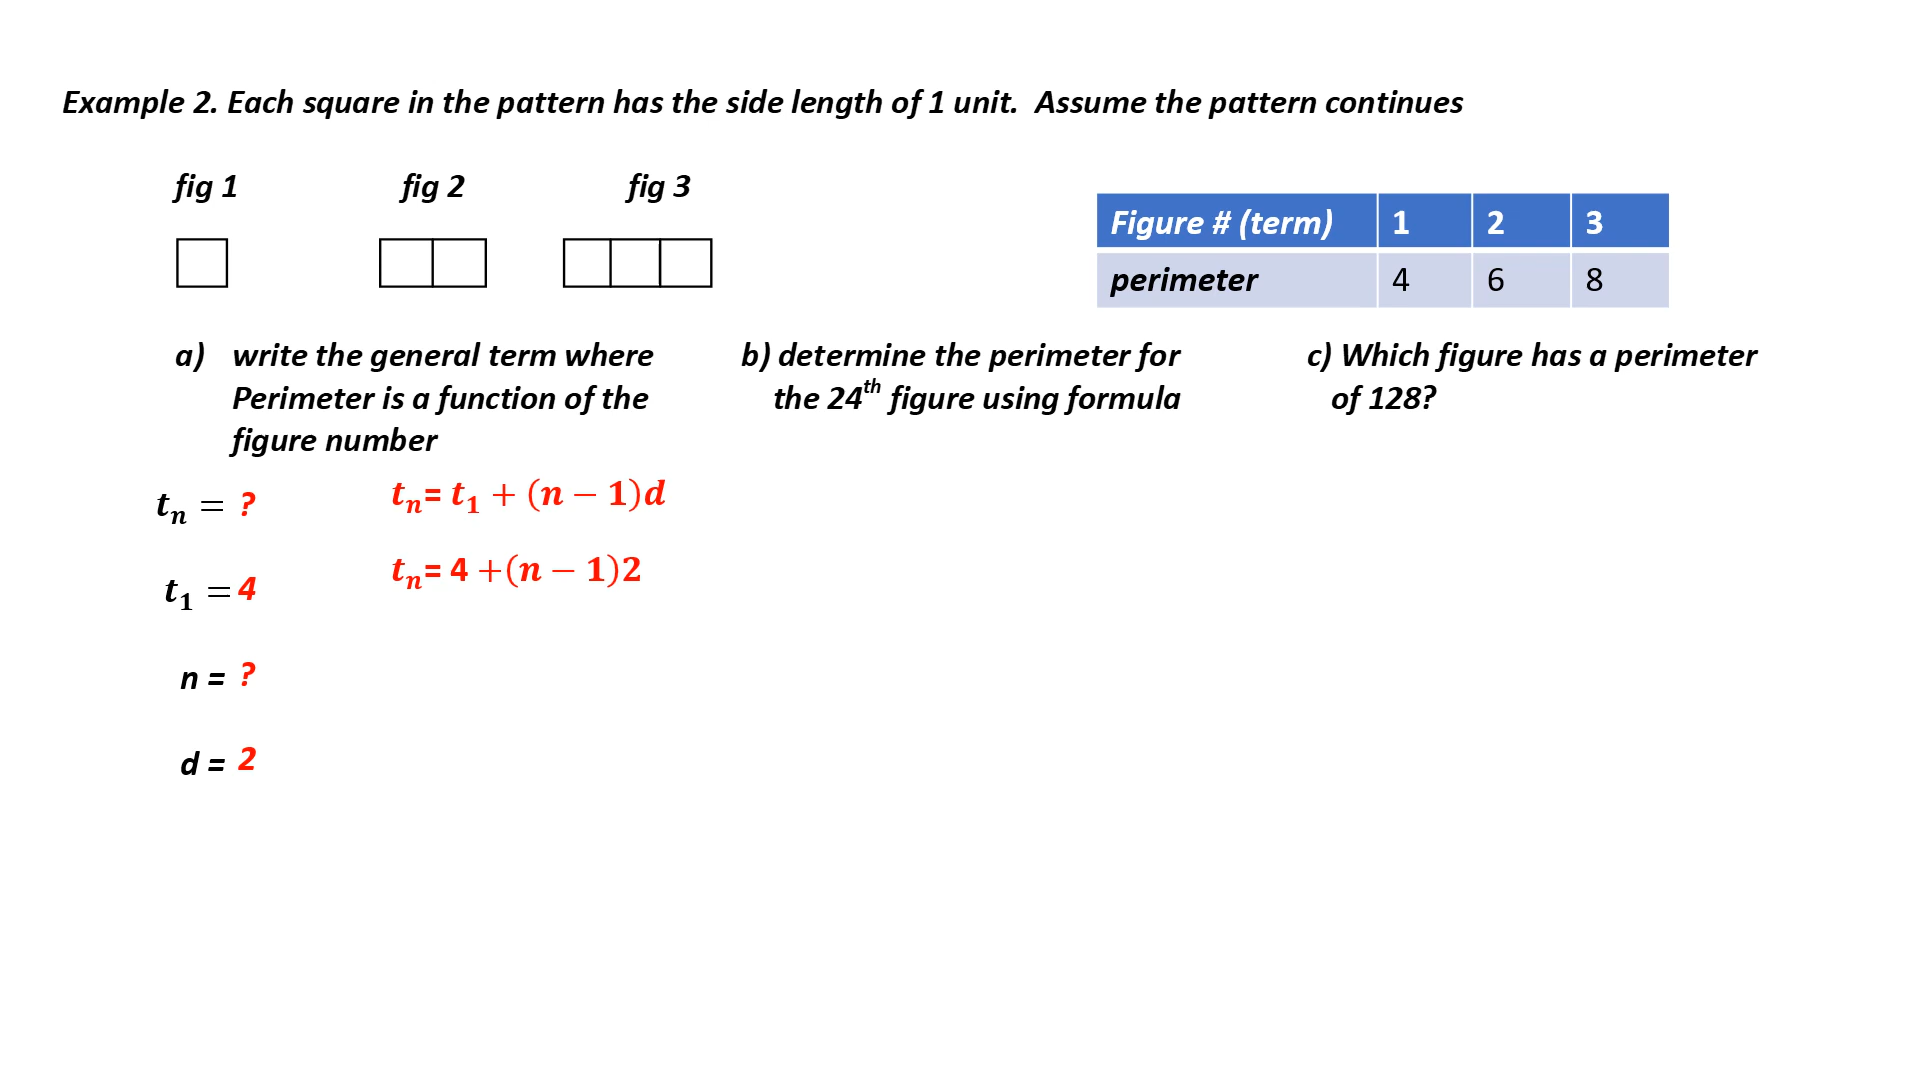 Example 2. Each square in the pattern has the side length of 1 unit. Assume the pattern continues
fig 1 fig 2 fig 3
Figure # (term) 1 2 3
perimeter 4 6 8
a) write the general term where
Perimeter is a function of the
figure number
b) determine the perimeter for
the 24th figure using formula
c) Which figure has a perimeter
of 128?
tₙ = ?
t₁ = 4
n = ?
d = 2
tₙ= t₁ + (n − 1)d
tₙ= 4 +(n − 1)2